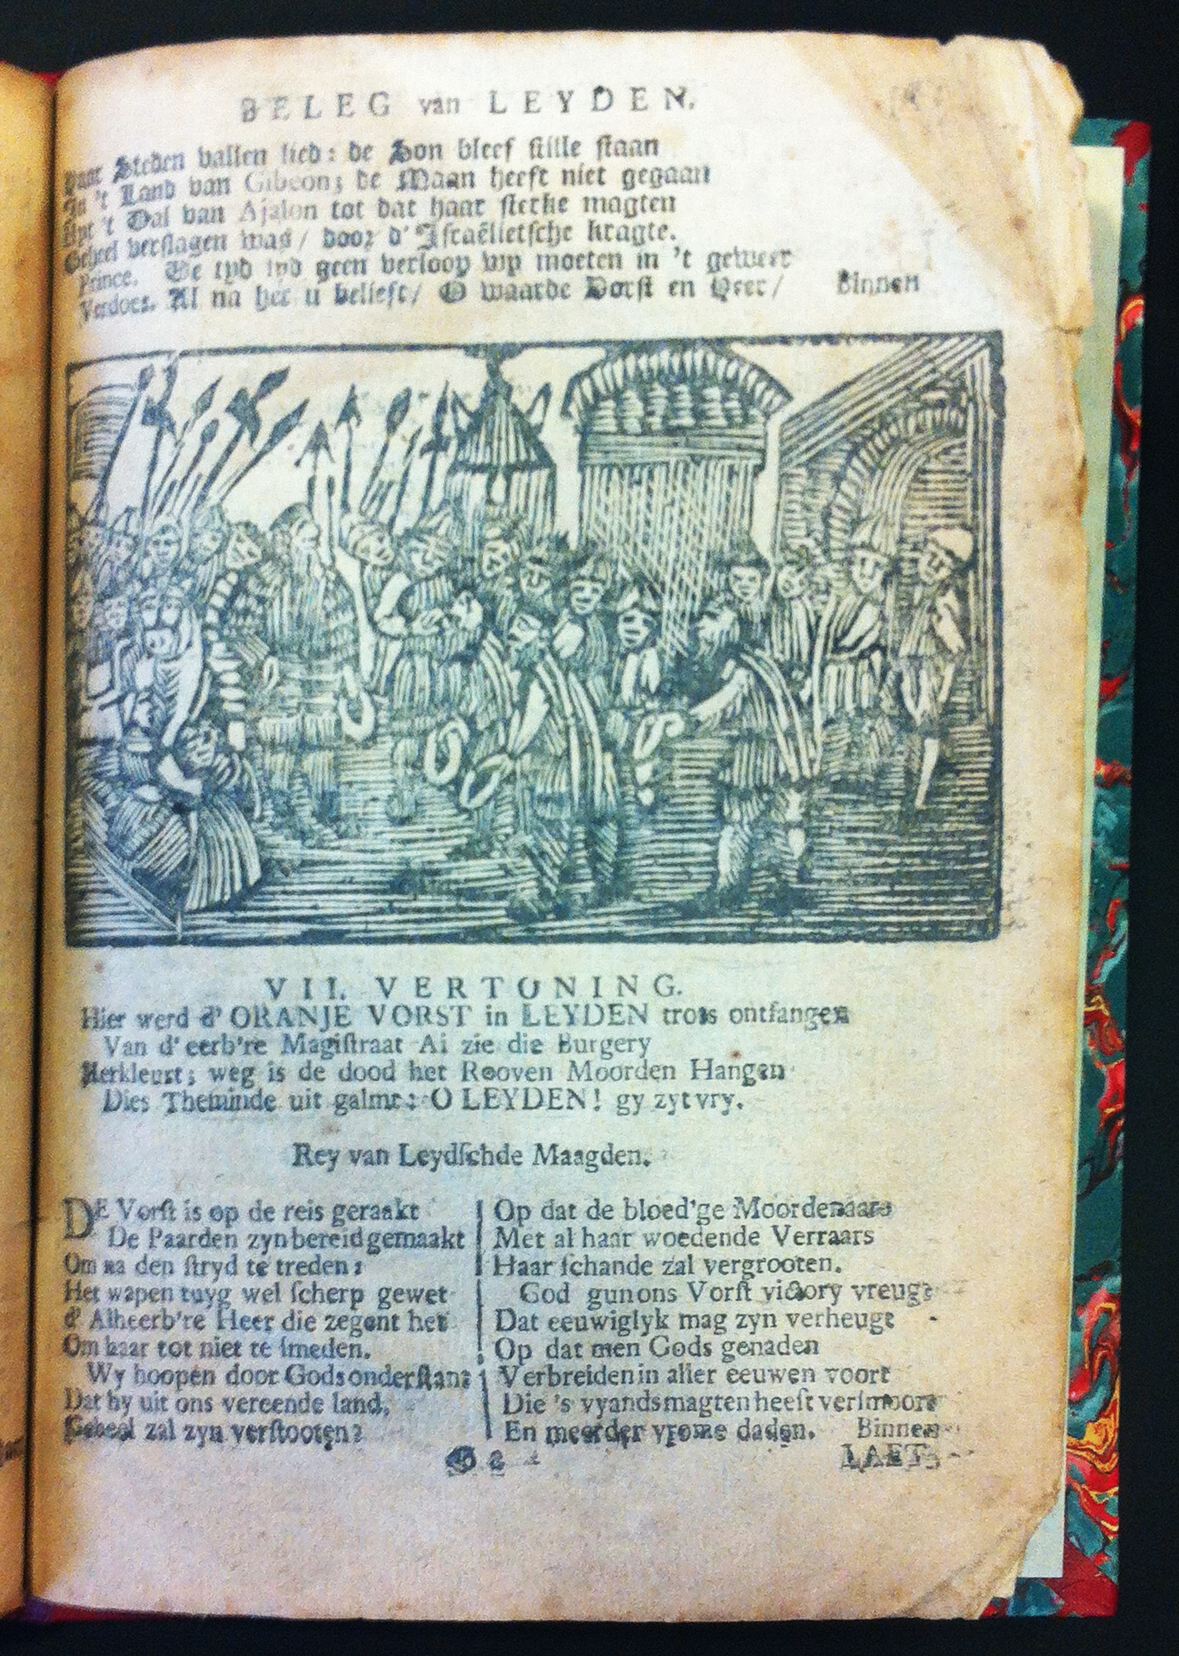 BELEG van LEYDEN.
Steden vallen lied: de Son bleef stille staan
In 't Land van Gibeon; de Maan heeft niet gegaan
't Dal van Ajalon tot dat haar sterke magten
Geheel verslagen was/ door d' Israëlietsche kragte.
Prince. De tyd lyd geen verloop wy moeten in 't geweer
Verdoes. Al na het u belieft/ O waarde Vorst en Heer/ Binnen
VII. VERTONING.
Hier werd d' ORANJE VORST in LEYDEN trots ontfangen
Van d' eerb're Magiſtraat Ai zie die Burgery
Herkleurt; weg is de dood het Rooven Moorden Hangen
Dies Theminde uit galmt: O LEYDEN! gy zyt vry.
Rey van Leydſchde Maagden.
DE Vorſt is op de reis geraakt
De Paarden zyn bereid gemaakt
Om na den ſtryd te treden:
Het wapen tuyg wel ſcherp gewet
d' Alheerb're Heer die zegent het
Om haar tot niet te ſmeden.
Wy hoopen door Gods onderſtant
Dat hy uit ons vereende land,
Geheel zal zyn verſtooten?
Op dat de bloed'ge Moordenaars
Met al haar woedende Verraars
Haar ſchande zal vergrooten.
God gun ons Vorſt victory vreugt
Dat eeuwiglyk mag zyn verheugt
Op dat men Gods genaden
Verbreiden in aller eeuwen voort
Die 's vyands magten heeft verſmoort
En meerder vrome daden. Binnen
G 2 LAET-